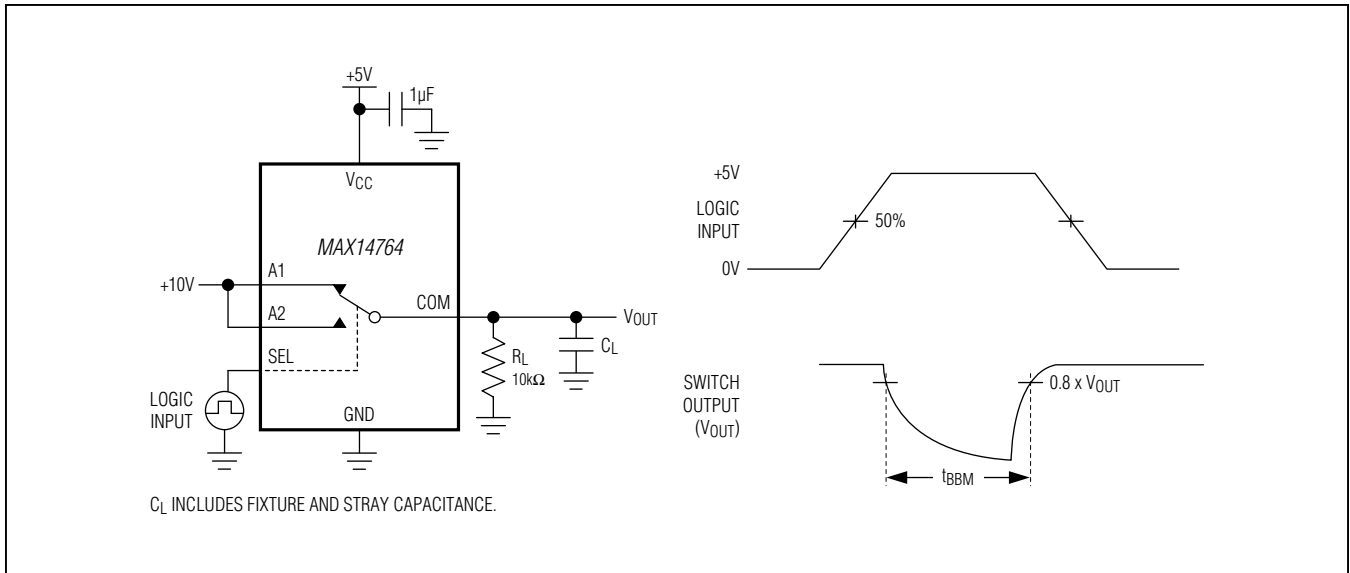 +5V
1µF
VCC
MAX14764
+10V
A1
A2
COM
VOUT
SEL
RL
10kΩ
CL
LOGIC
INPUT
GND
CL INCLUDES FIXTURE AND STRAY CAPACITANCE.
+5V
LOGIC
INPUT
50%
0V
SWITCH
OUTPUT
(VOUT)
0.8 x VOUT
tBBM